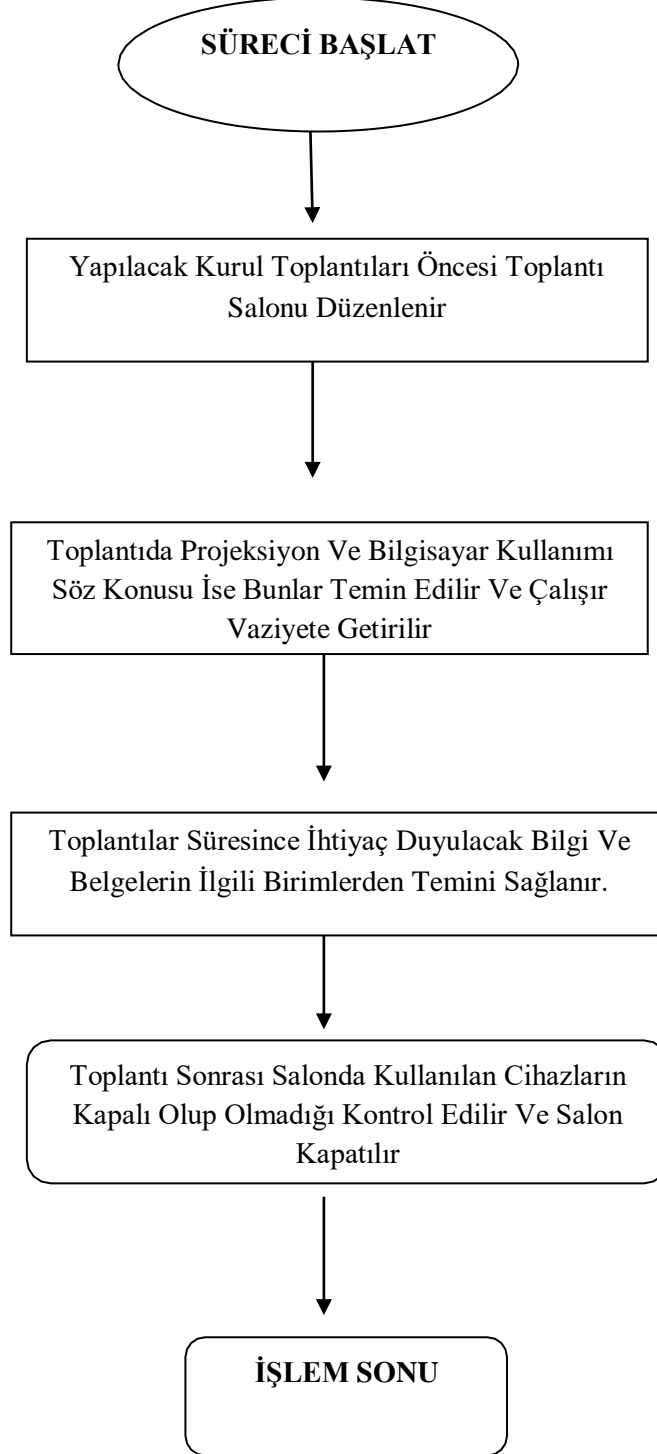 SÜRECİ BAŞLAT
Yapılacak Kurul Toplantıları Öncesi Toplantı
Salonu Düzenlenir
Toplantıda Projeksiyon Ve Bilgisayar Kullanımı
Söz Konusu İse Bunlar Temin Edilir Ve Çalışır
Vaziyete Getirilir
Toplantılar Süresince İhtiyaç Duyulacak Bilgi Ve
Belgelerin İlgili Birimlerden Temini Sağlanır.
Toplantı Sonrası Salonda Kullanılan Cihazların
Kapalı Olup Olmadığı Kontrol Edilir Ve Salon
Kapatılır
İŞLEM SONU